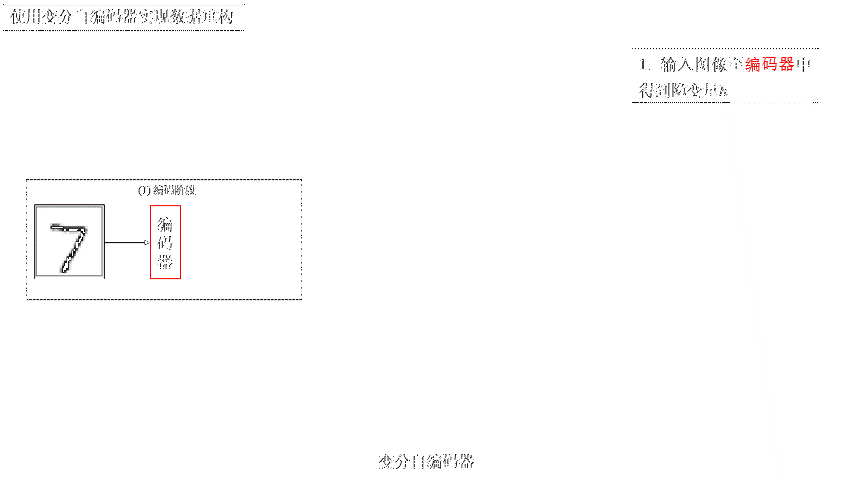 使用变分自编码器实现数据重构
1. 输入图像至编码器中
得到隐变量z
(1) 编码阶段
编
码
器
7
变分自编码器